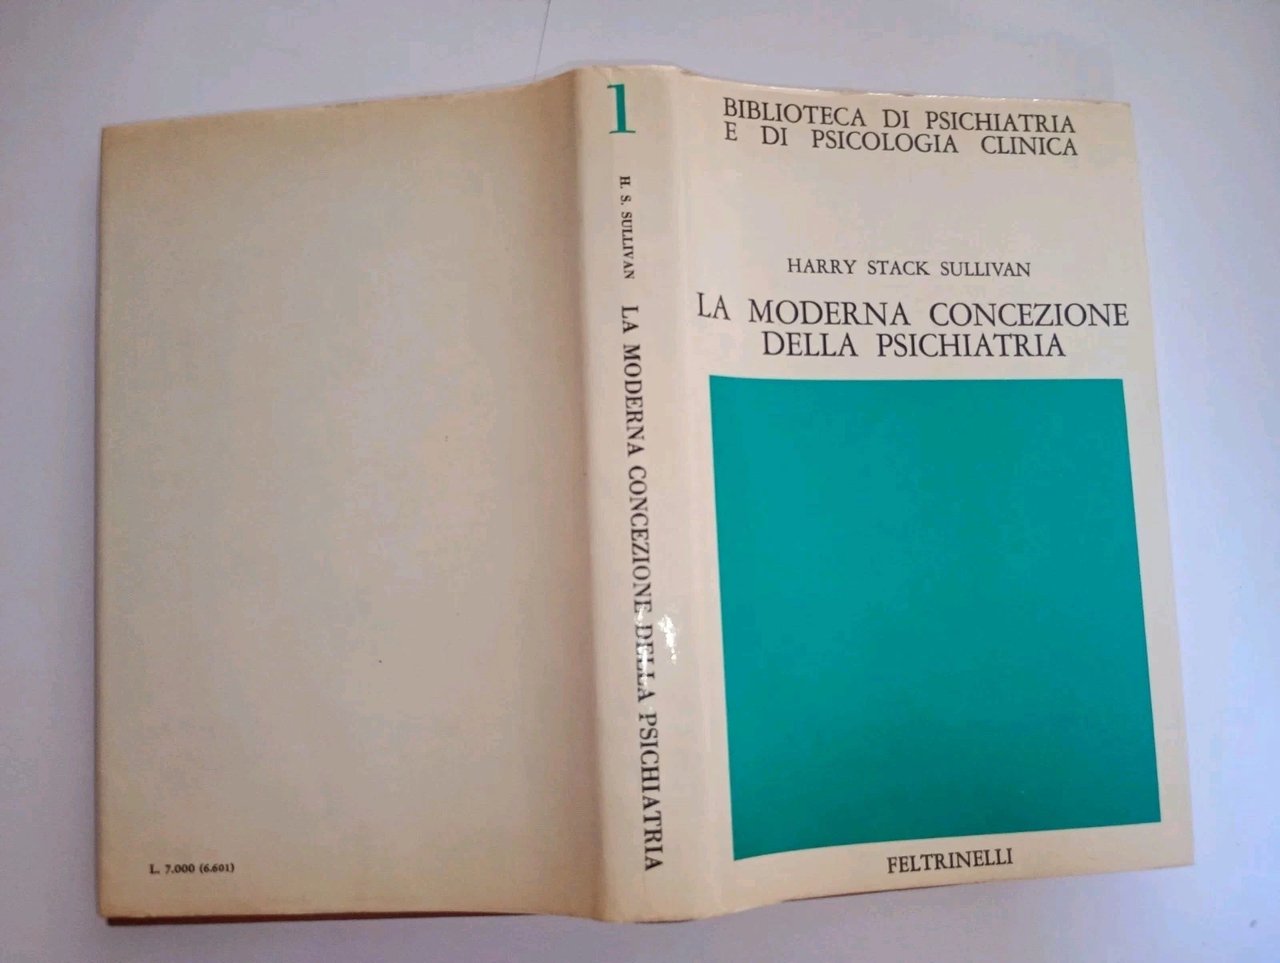 BIBLIOTECA DI PSICHIATRIA
E DI PSICOLOGIA CLINICA
HARRY STACK SULLIVAN
LA MODERNA CONCEZIONE
DELLA PSICHIATRIA
FELTRINELLI
1
H. S. SULLIVAN LA MODERNA CONCEZIONE DELLA PSICHIATRIA
L. 7.000 (6.601)